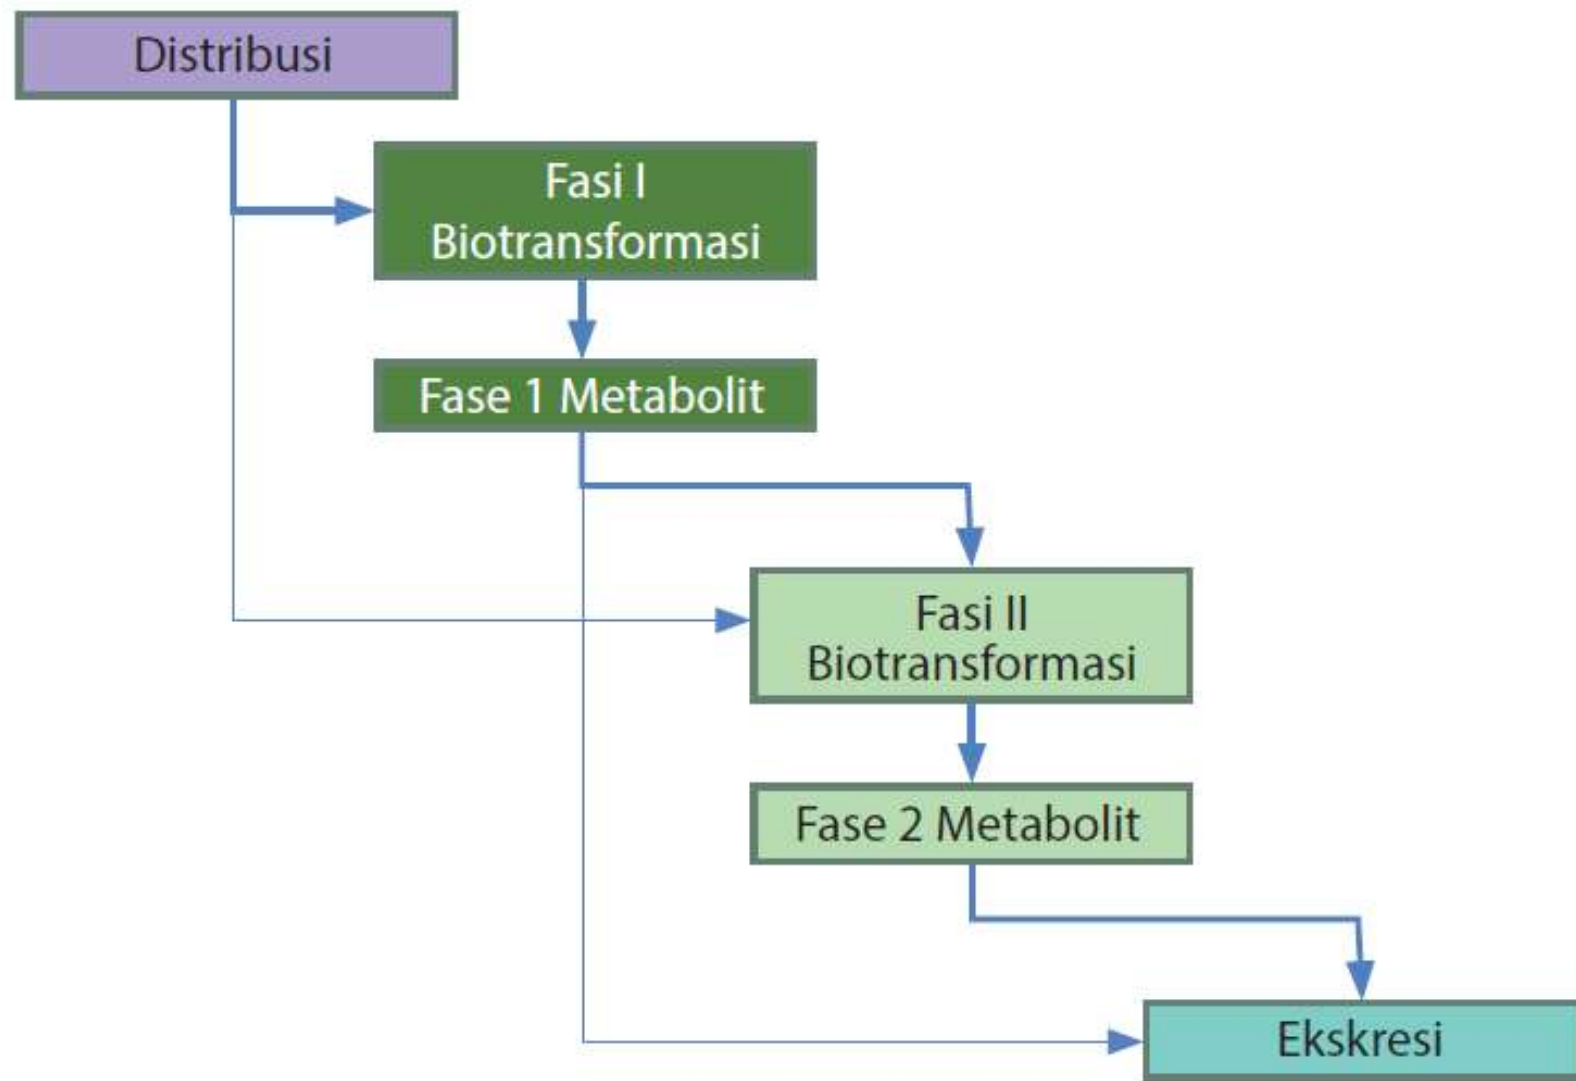 Distribusi
Fasi I
Biotransformasi
Fase 1 Metabolit
Fasi II
Biotransformasi
Fase 2 Metabolit
Ekskresi